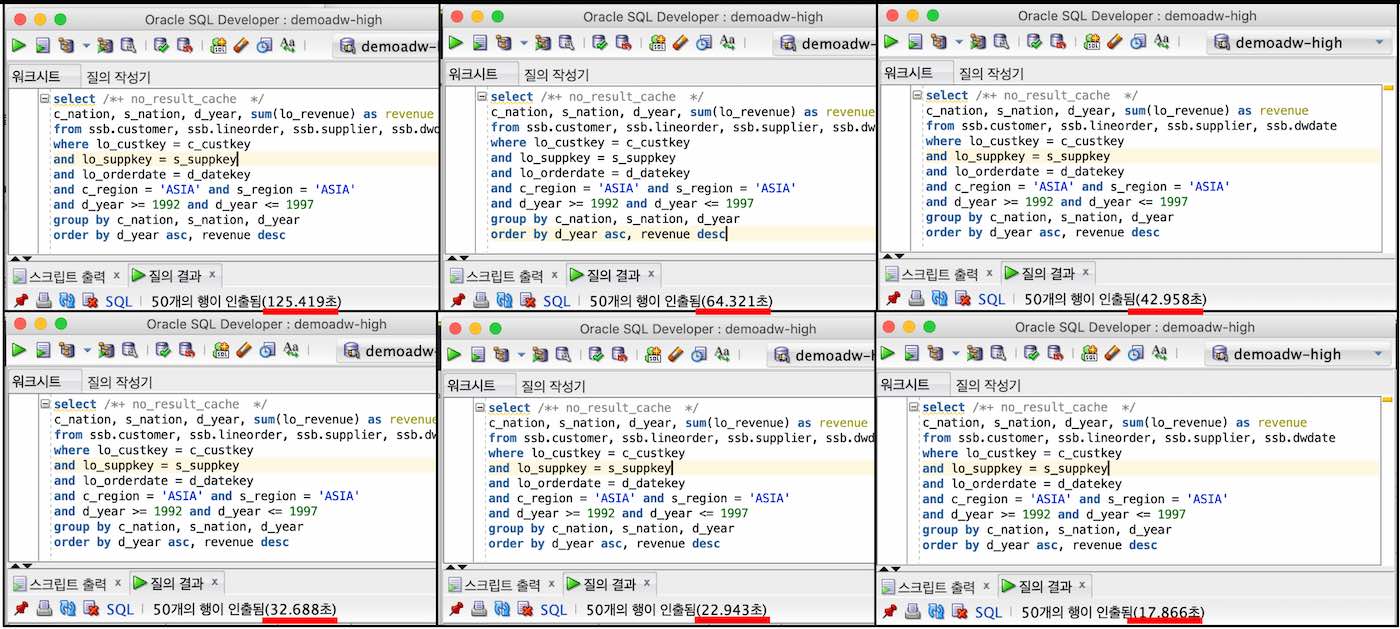 Oracle SQL Developer : demoadw-high
demoadw-h
워크시트 질의 작성기
select /*+ no_result_cache */
c_nation, s_nation, d_year, sum(lo_revenue) as revenue
from ssb.customer, ssb.lineorder, ssb.supplier, ssb.dwd
where lo_custkey = c_custkey
and lo_suppkey = s_suppkey
and lo_orderdate = d_datekey
and c_region = 'ASIA' and s_region = 'ASIA'
and d_year >= 1992 and d_year <= 1997
group by c_nation, s_nation, d_year
order by d_year asc, revenue desc
스크립트 출력 x 질의 결과 x
SQL | 50개의 행이 인출됨(125.419초)
Oracle SQL Developer : demoadw-high
demoadw-
워크시트 질의 작성기
select /*+ no_result_cache */
c_nation, s_nation, d_year, sum(lo_revenue) as revenue
from ssb.customer, ssb.lineorder, ssb.supplier, ssb.dw
where lo_custkey = c_custkey
and lo_suppkey = s_suppkey
and lo_orderdate = d_datekey
and c_region = 'ASIA' and s_region = 'ASIA'
and d_year >= 1992 and d_year <= 1997
group by c_nation, s_nation, d_year
order by d_year asc, revenue desc
스크립트 출력 x 질의 결과 x
SQL | 50개의 행이 인출됨(64.321초)
Oracle SQL Developer : demoadw-high
demoadw-high
워크시트 질의 작성기
select /*+ no_result_cache */
c_nation, s_nation, d_year, sum(lo_revenue) as revenue
from ssb.customer, ssb.lineorder, ssb.supplier, ssb.dwdate
where lo_custkey = c_custkey
and lo_suppkey = s_suppkey
and lo_orderdate = d_datekey
and c_region = 'ASIA' and s_region = 'ASIA'
and d_year >= 1992 and d_year <= 1997
group by c_nation, s_nation, d_year
order by d_year asc, revenue desc
스크립트 출력 x 질의 결과 x
SQL | 50개의 행이 인출됨(42.958초)
Oracle SQL Developer : demoadw-high
demoadw-
워크시트 질의 작성기
select /*+ no_result_cache */
c_nation, s_nation, d_year, sum(lo_revenue) as revenue
from ssb.customer, ssb.lineorder, ssb.supplier, ssb.dw
where lo_custkey = c_custkey
and lo_suppkey = s_suppkey
and lo_orderdate = d_datekey
and c_region = 'ASIA' and s_region = 'ASIA'
and d_year >= 1992 and d_year <= 1997
group by c_nation, s_nation, d_year
order by d_year asc, revenue desc
스크립트 출력 x 질의 결과 x
SQL | 50개의 행이 인출됨(32.688초)
Oracle SQL Developer : demoadw-high
demoadw-h
워크시트 질의 작성기
select /*+ no_result_cache */
c_nation, s_nation, d_year, sum(lo_revenue) as revenue
from ssb.customer, ssb.lineorder, ssb.supplier, ssb.dwd
where lo_custkey = c_custkey
and lo_suppkey = s_suppkey
and lo_orderdate = d_datekey
and c_region = 'ASIA' and s_region = 'ASIA'
and d_year >= 1992 and d_year <= 1997
group by c_nation, s_nation, d_year
order by d_year asc, revenue desc
스크립트 출력 x 질의 결과 x
SQL | 50개의 행이 인출됨(22.943초)
Oracle SQL Developer : demoadw-high
demoadw-high
워크시트 질의 작성기
select /*+ no_result_cache */
c_nation, s_nation, d_year, sum(lo_revenue) as revenue
from ssb.customer, ssb.lineorder, ssb.supplier, ssb.dwdate
where lo_custkey = c_custkey
and lo_suppkey = s_suppkey
and lo_orderdate = d_datekey
and c_region = 'ASIA' and s_region = 'ASIA'
and d_year >= 1992 and d_year <= 1997
group by c_nation, s_nation, d_year
order by d_year asc, revenue desc
스크립트 출력 x 질의 결과 x
SQL | 50개의 행이 인출됨(17.866초)